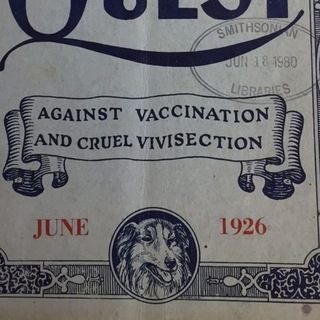 QUEST
SMITHSONIAN
JUN 18 1980
LIBRARIES
AGAINST VACCINATION
AND CRUEL VIVISECTION
JUNE 1926